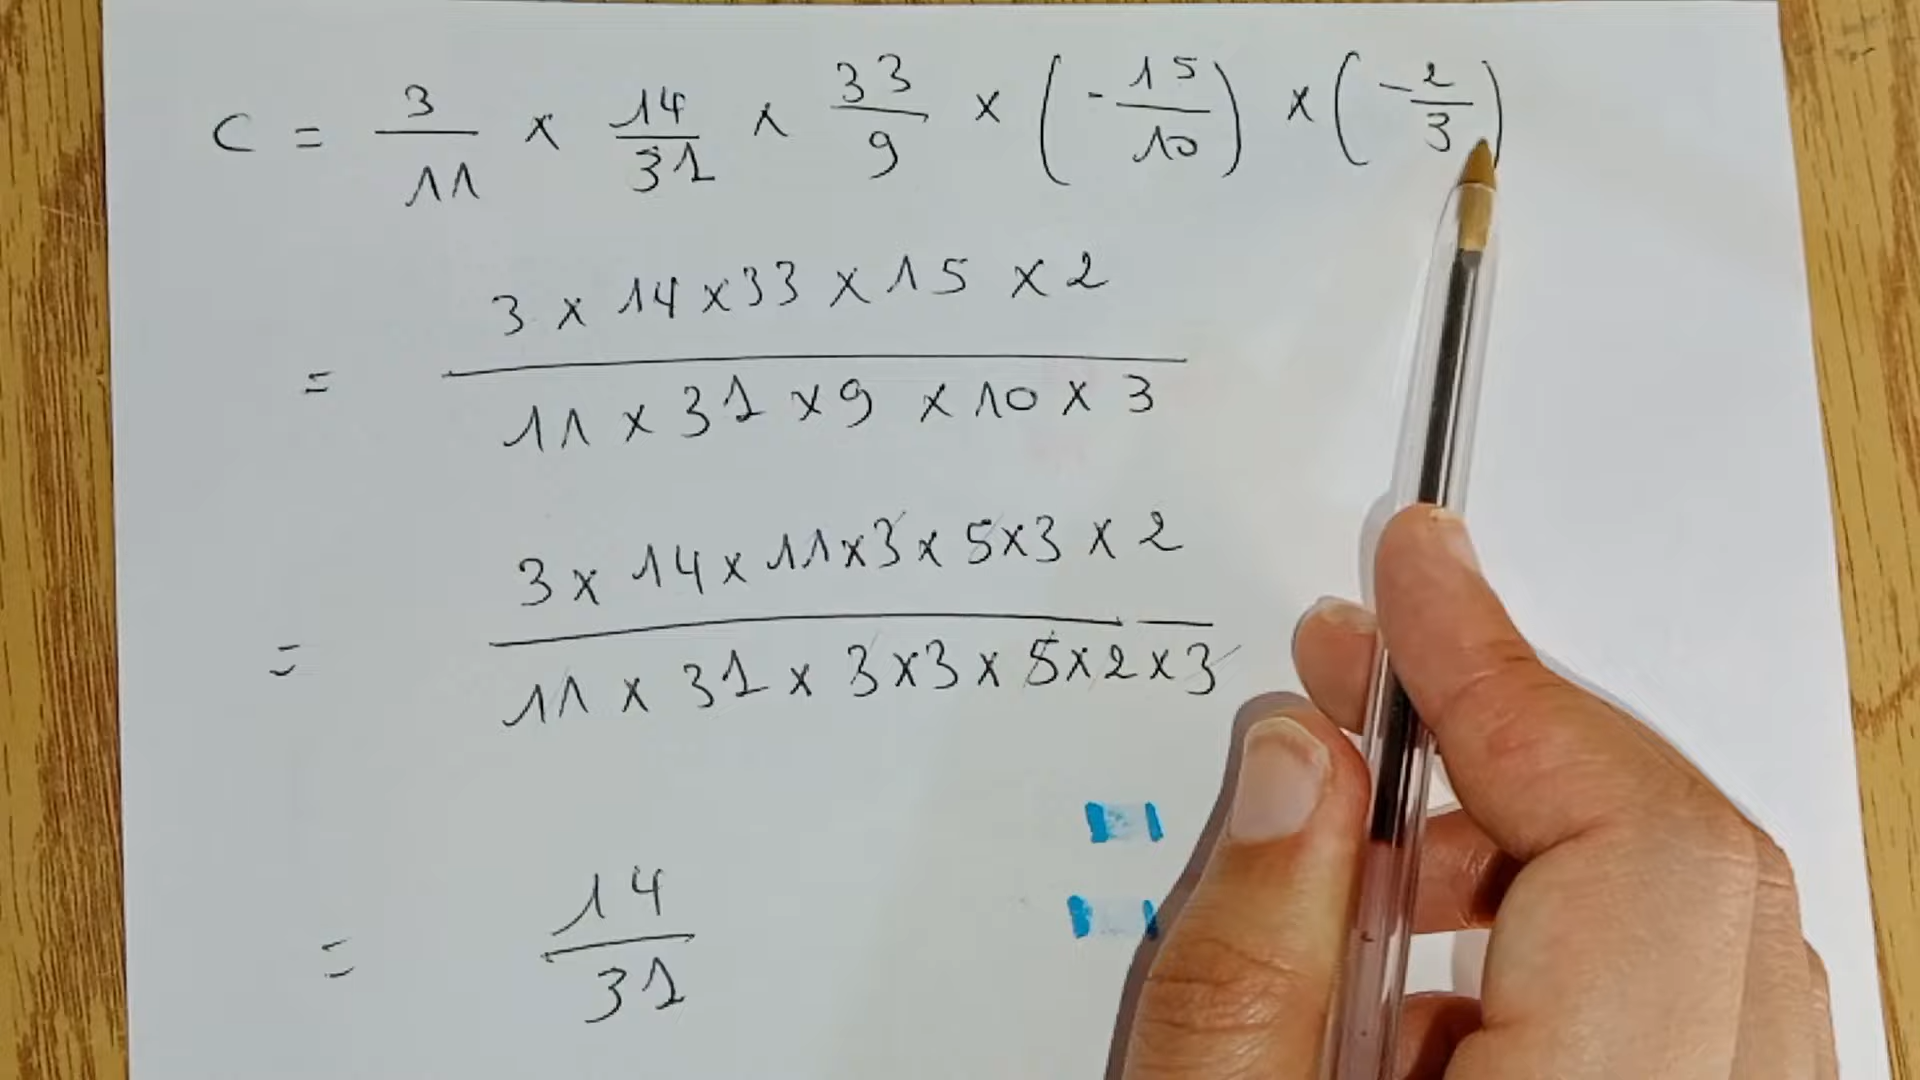 C = 3/11 × 14/31 × 33/9 × (-15/10) × (-2/3)
= 3 × 14 × 33 × 15 × 2 / 11 × 31 × 9 × 10 × 3
= 3 × 14 × 11 × 3 × 5 × 3 × 2 / 11 × 31 × 3 × 3 × 5 × 2 × 3
= 14/31